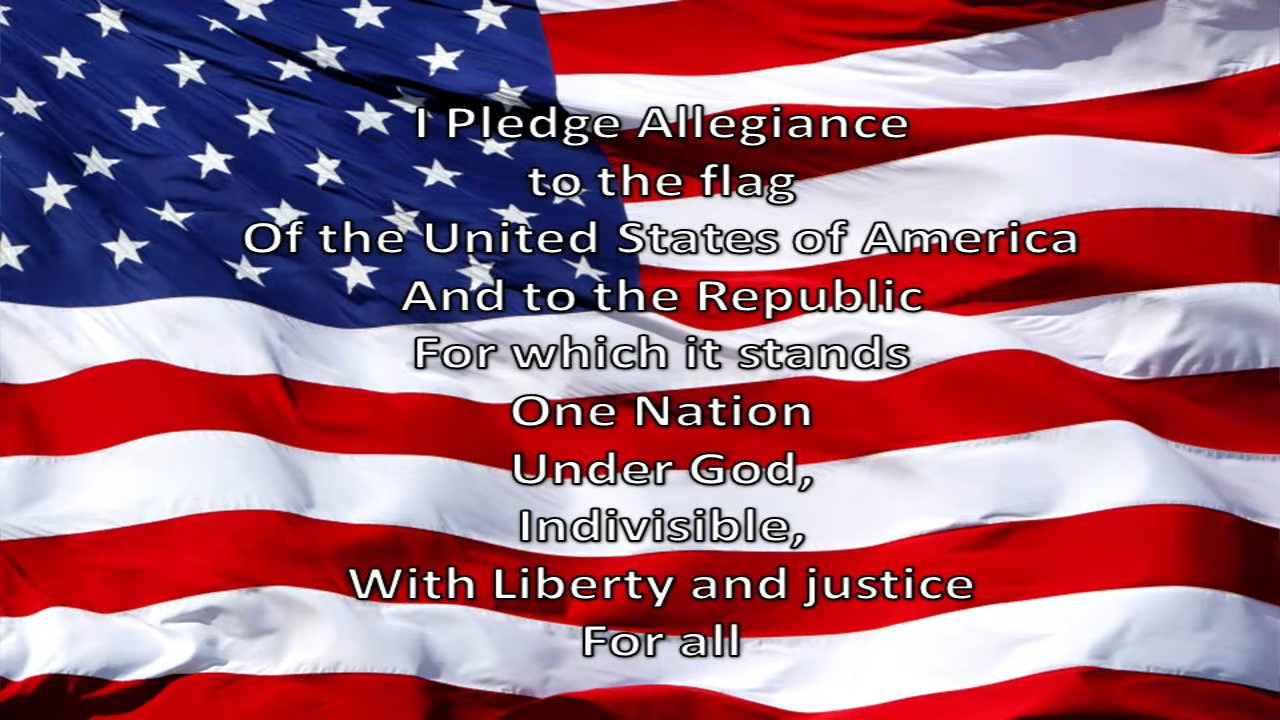 I Pledge Allegiance
to the flag
Of the United States of America
And to the Republic
For which it stands
One Nation
Under God,
Indivisible,
With Liberty and justice
For all